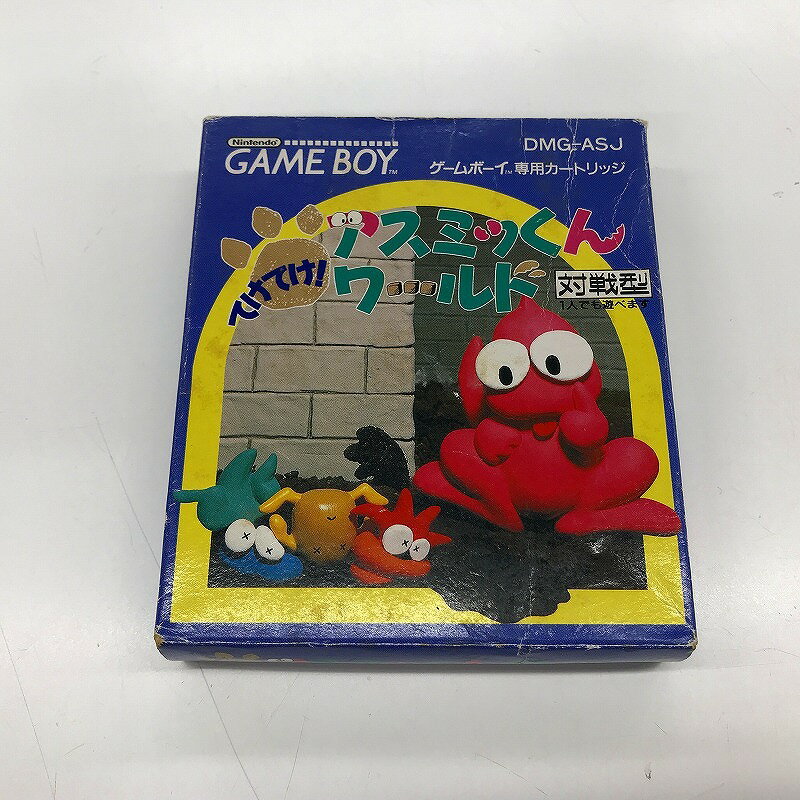 Nintendo
GAME BOY™
DMG-ASJ
ゲームボーイ™専用カートリッジ
てけてけ!
アスミッくん
ワールド
対戦型
1人でも遊べます